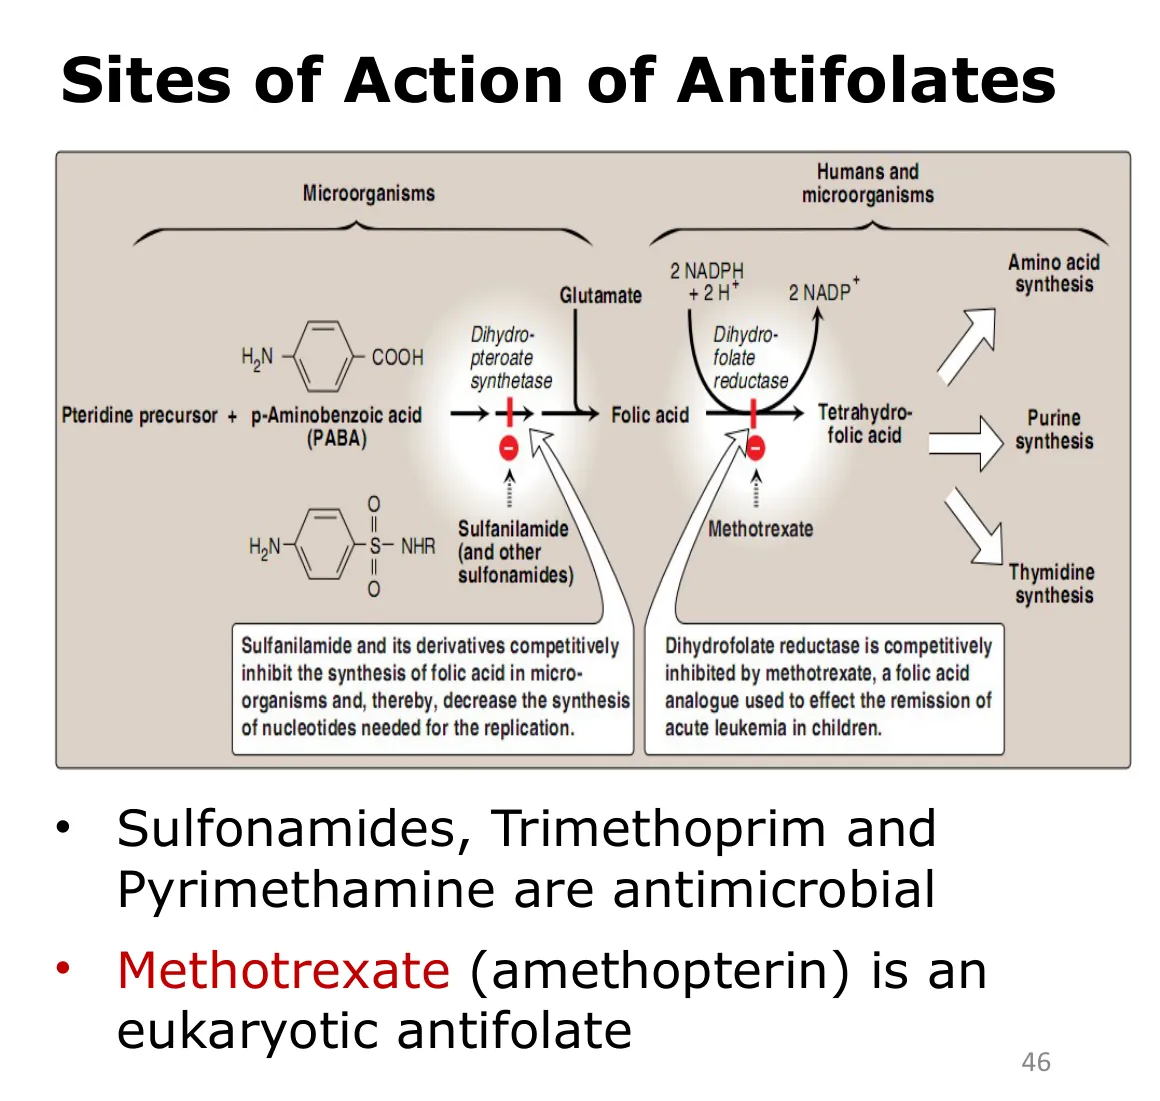 Sites of Action of Antifolates
Microorganisms
Humans and
microorganisms
Glutamate
2 NADPH
+ 2 H+
2 NADP+
Amino acid
synthesis
H2N
COOH
Dihydro-
pteroate
synthetase
Dihydro-
folate
reductase
Pteridine precursor + p-Aminobenzoic acid
(PABA)
Folic acid
Tetrahydro-
folic acid
Purine
synthesis
–
–
O
H2N
S
NHR
O
Sulfanilamide
(and other
sulfonamides)
Methotrexate
Thymidine
synthesis
Sulfanilamide and its derivatives competitively
inhibit the synthesis of folic acid in micro-
organisms and, thereby, decrease the synthesis
of nucleotides needed for the replication.
Dihydrofolate reductase is competitively
inhibited by methotrexate, a folic acid
analogue used to effect the remission of
acute leukemia in children.
• Sulfonamides, Trimethoprim and
Pyrimethamine are antimicrobial
• Methotrexate (amethopterin) is an
eukaryotic antifolate
46